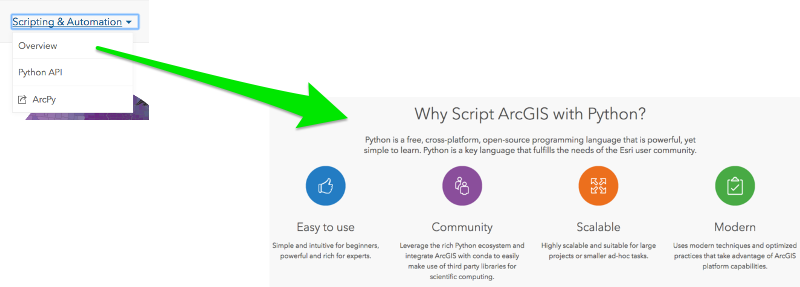 Scripting & Automation
Overview
Python API
ArcPy
Why Script ArcGIS with Python?
Python is a free, cross-platform, open-source programming language that is powerful, yet
simple to learn. Python is a key language that fulfills the needs of the Esri user community.
Easy to use
Simple and intuitive for beginners,
powerful and rich for experts.
Community
Leverage the rich Python ecosystem and
integrate ArcGIS with conda to easily
make use of third party libraries for
scientific computing.
Scalable
Highly scalable and suitable for large
projects or smaller ad-hoc tasks.
Modern
Uses modern techniques and optimized
practices that take advantage of ArcGIS
platform capabilities.